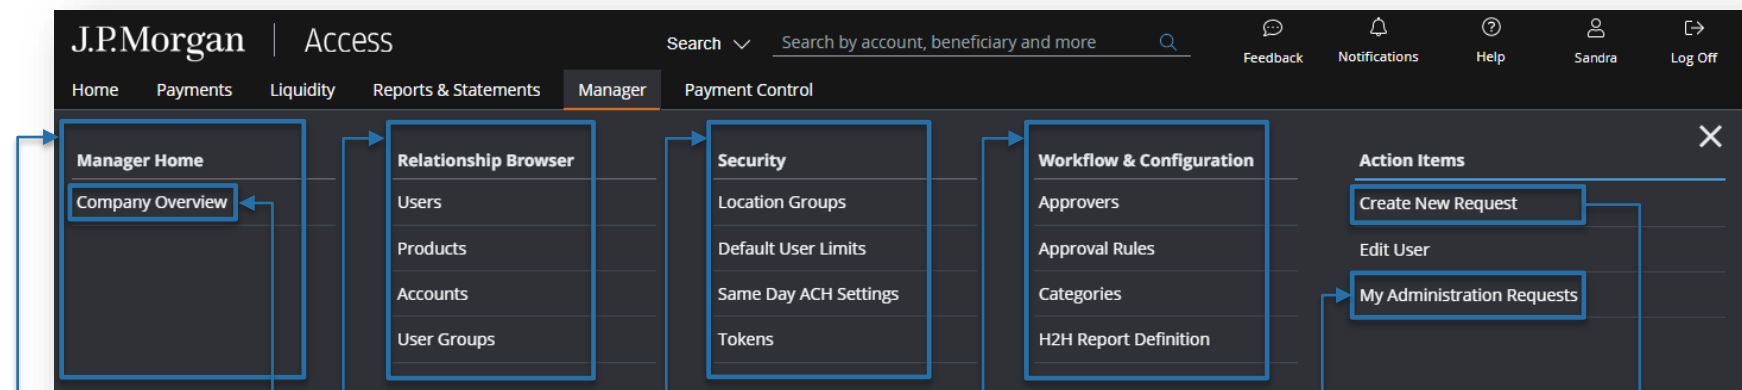 J.P.Morgan | Access
Search
Search by account, beneficiary and more
Feedback
Notifications
Help
Sandra
Log Off
Home
Payments
Liquidity
Reports & Statements
Manager
Payment Control
Manager Home
Company Overview
Relationship Browser
Users
Products
Accounts
User Groups
Security
Location Groups
Default User Limits
Same Day ACH Settings
Tokens
Workflow & Configuration
Approvers
Approval Rules
Categories
H2H Report Definition
Action Items
Create New Request
Edit User
My Administration Requests